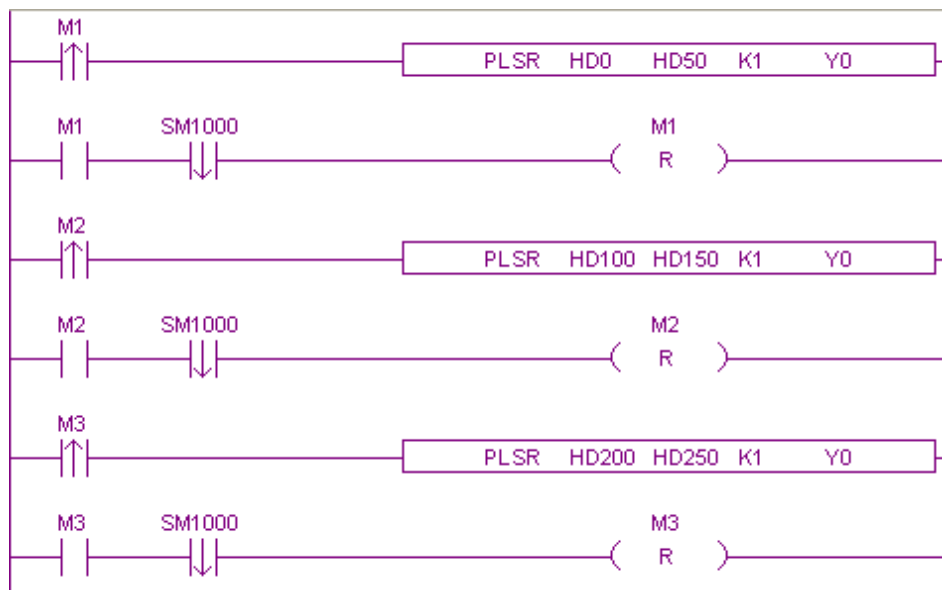 M1
PLSR HD0 HD50 K1 Y0
M1 SM1000 M1
R
M2
PLSR HD100 HD150 K1 Y0
M2 SM1000 M2
R
M3
PLSR HD200 HD250 K1 Y0
M3 SM1000 M3
R